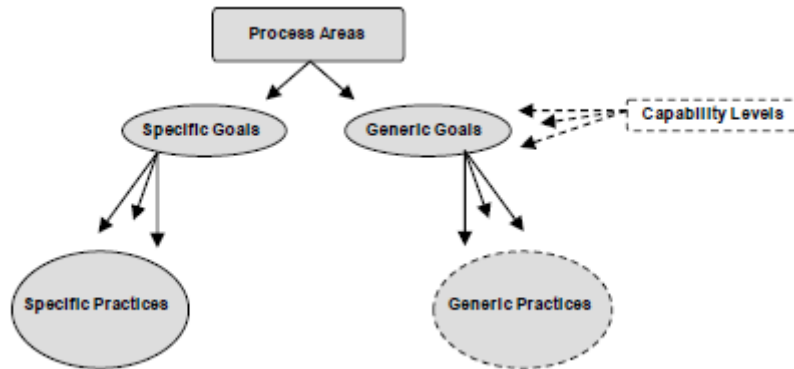 Process Areas
Specific Goals
Generic Goals
Capability Levels
Specific Practices
Generic Practices